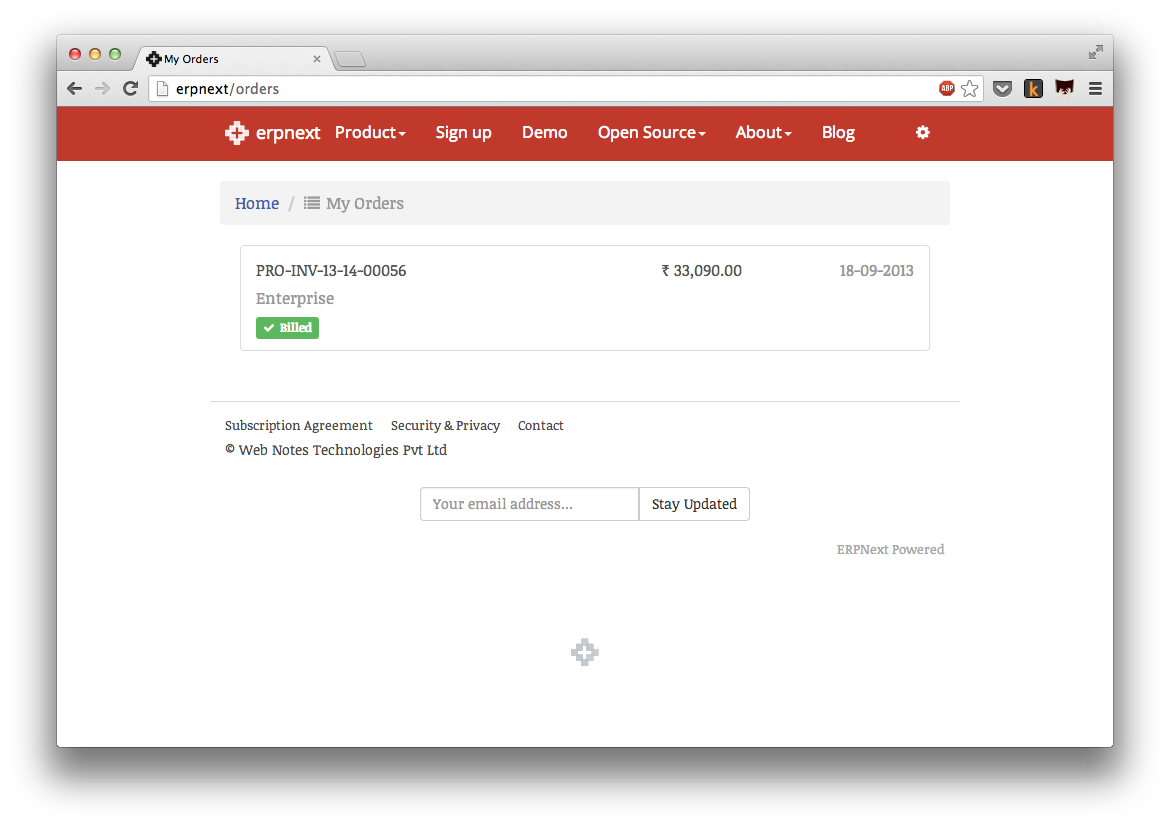 My Orders
erpnext/orders
ABP
k
erpnext Product Sign up Demo Open Source About Blog
Home / My Orders
PRO-INV-13-14-00056 ₹ 33,090.00 18-09-2013
Enterprise
Billed
Subscription Agreement Security & Privacy Contact
© Web Notes Technologies Pvt Ltd
Your email address... Stay Updated
ERPNext Powered